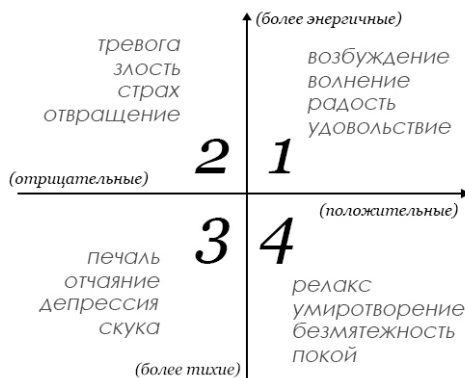 (более энергичные)
тревога
злость
страх
отвращение
возбуждение
волнение
радость
удовольствие
2
1
(отрицательные)
(положительные)
3
4
печаль
отчаяние
депрессия
скука
релакс
умиротворение
безмятежность
покой
(более тихие)